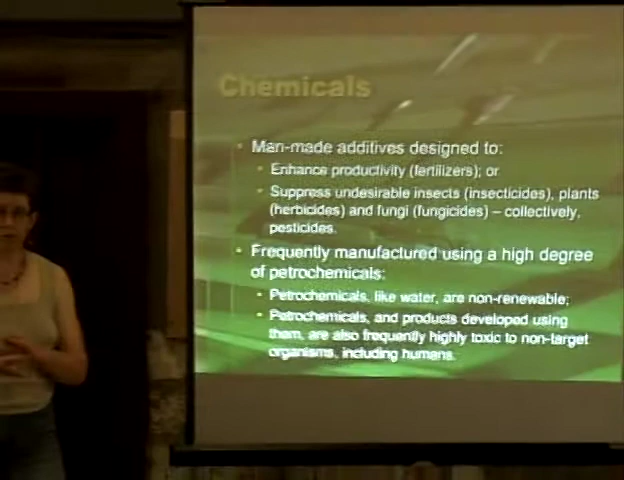 Chemicals
• Man-made additives designed to:
• Enhance productivity (fertilizers); or
• Suppress undesirable insects (insecticides), plants
(herbicides) and fungi (fungicides) – collectively,
pesticides.
• Frequently manufactured using a high degree
of petrochemicals:
• Petrochemicals, like water, are non-renewable;
• Petrochemicals, and products developed using
them, are also frequently highly toxic to non-target
organisms, including humans.